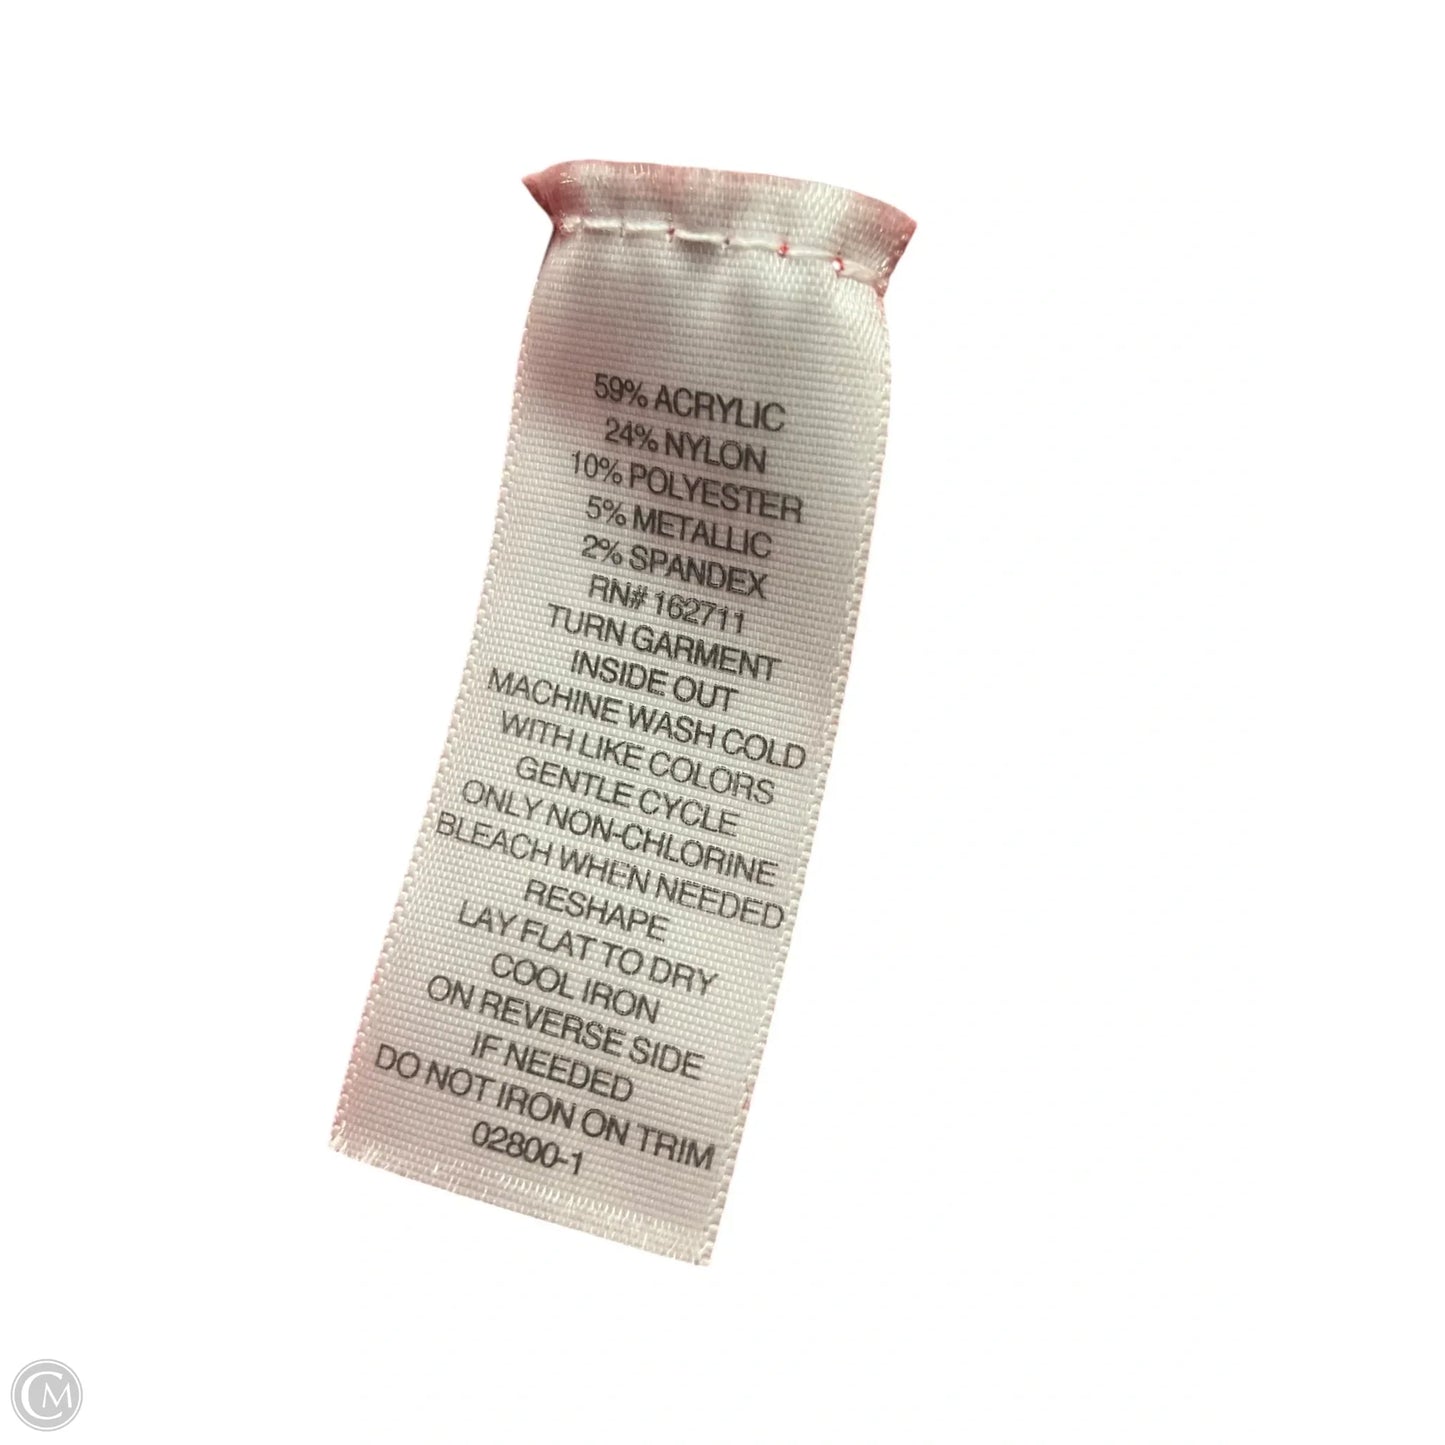 59% ACRYLIC
24% NYLON
10% POLYESTER
5% METALLIC
2% SPANDEX
RN# 162711
TURN GARMENT
INSIDE OUT
MACHINE WASH COLD
WITH LIKE COLORS
GENTLE CYCLE
ONLY NON-CHLORINE
BLEACH WHEN NEEDED
RESHAPE
LAY FLAT TO DRY
COOL IRON
ON REVERSE SIDE
IF NEEDED
DO NOT IRON ON TRIM
02800-1
CM